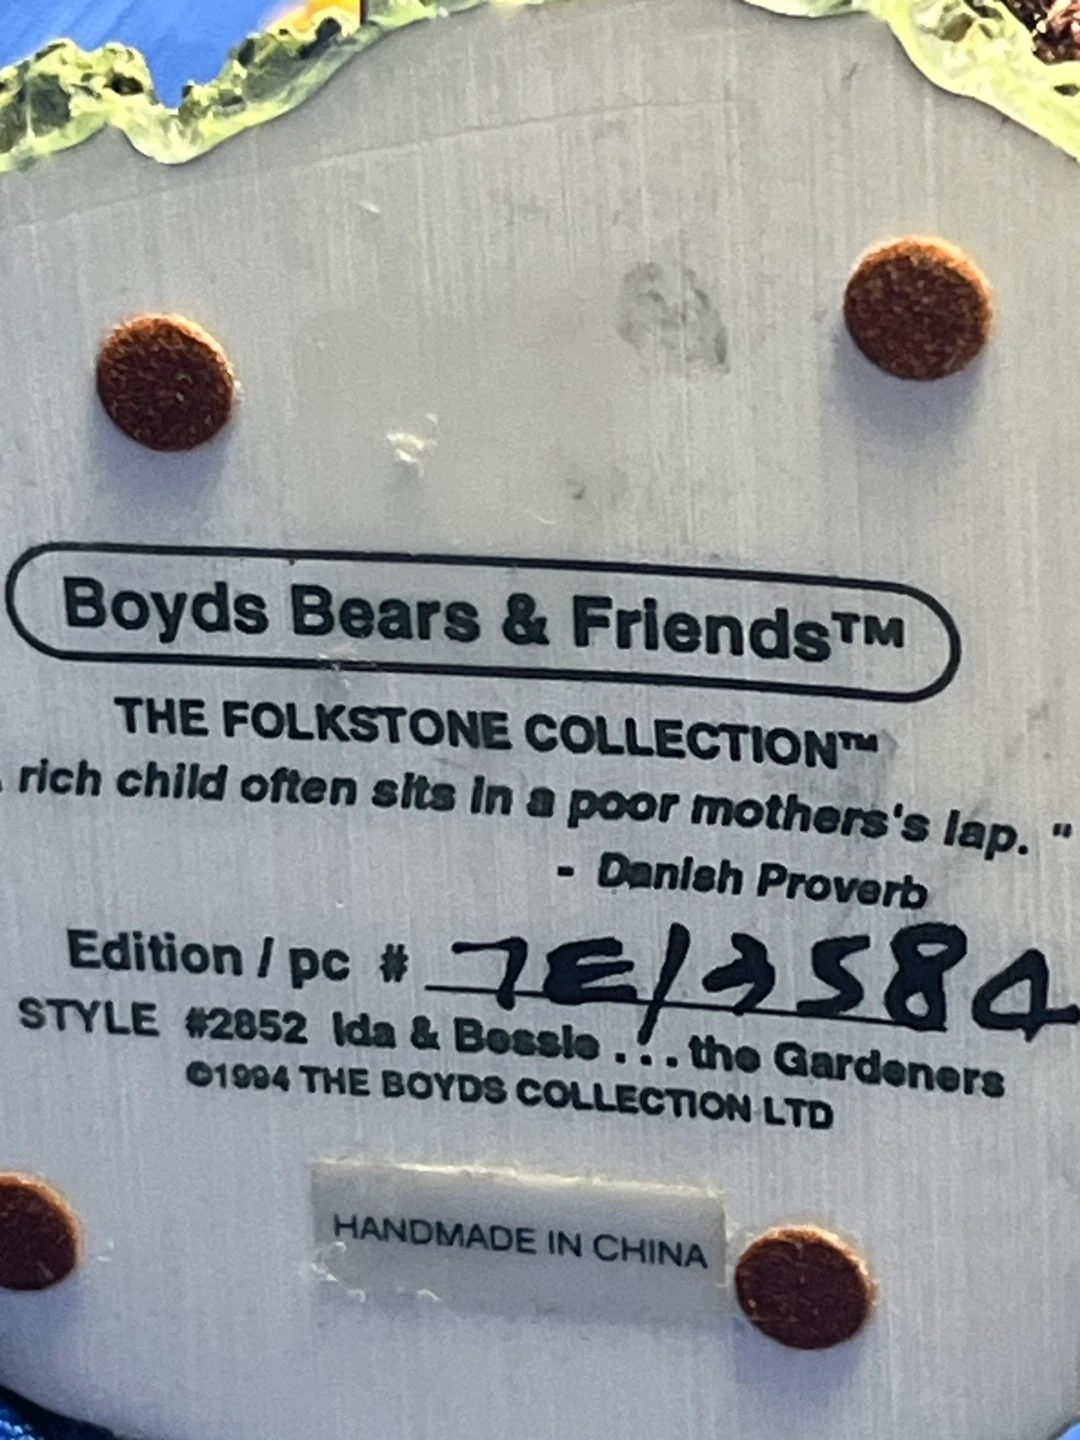 Boyds Bears & Friends™
THE FOLKSTONE COLLECTION™
rich child often sits in a poor mothers's lap. "
- Danish Proverb
Edition / pc # 7E/3584
STYLE #2852 Ida & Bessie . . . the Gardeners
©1994 THE BOYDS COLLECTION LTD
HANDMADE IN CHINA